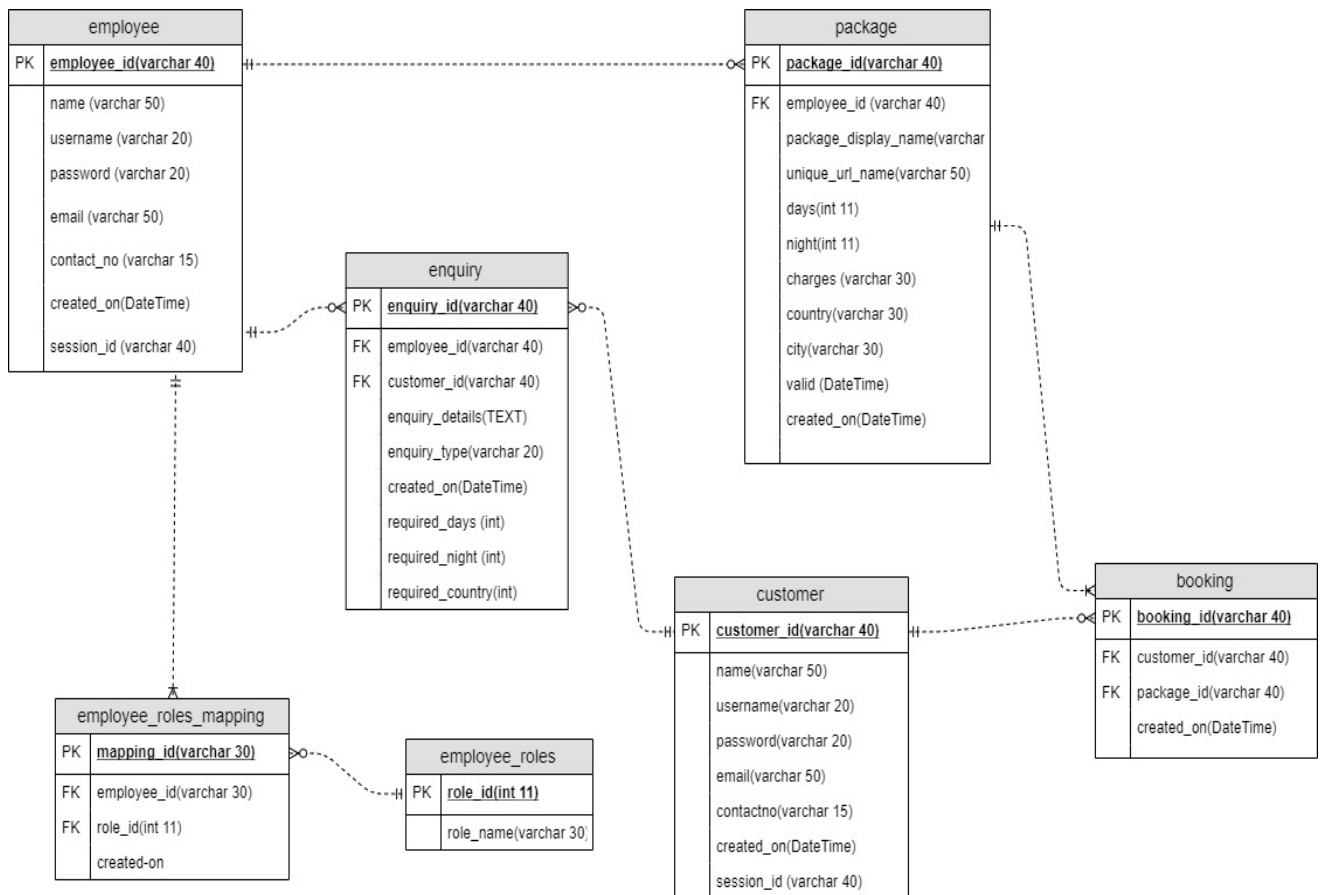 employee
PK employee_id(varchar 40)
name (varchar 50)
username (varchar 20)
password (varchar 20)
email (varchar 50)
contact_no (varchar 15)
created_on(DateTime)
session_id (varchar 40)
package
PK package_id(varchar 40)
FK employee_id (varchar 40)
package_display_name(varchar
unique_url_name(varchar 50)
days(int 11)
night(int 11)
charges (varchar 30)
country(varchar 30)
city(varchar 30)
valid (DateTime)
created_on(DateTime)
enquiry
PK enquiry_id(varchar 40)
FK employee_id(varchar 40)
FK customer_id(varchar 40)
enquiry_details(TEXT)
enquiry_type(varchar 20)
created_on(DateTime)
required_days (int)
required_night (int)
required_country(int)
customer
PK customer_id(varchar 40)
name(varchar 50)
username(varchar 20)
password(varchar 20)
email(varchar 50)
contactno(varchar 15)
created_on(DateTime)
session_id (varchar 40)
booking
PK booking_id(varchar 40)
FK customer_id(varchar 40)
FK package_id(varchar 40)
created_on(DateTime)
employee_roles_mapping
PK mapping_id(varchar 30)
FK employee_id(varchar 30)
FK role_id(int 11)
created-on
employee_roles
PK role_id(int 11)
role_name(varchar 30)